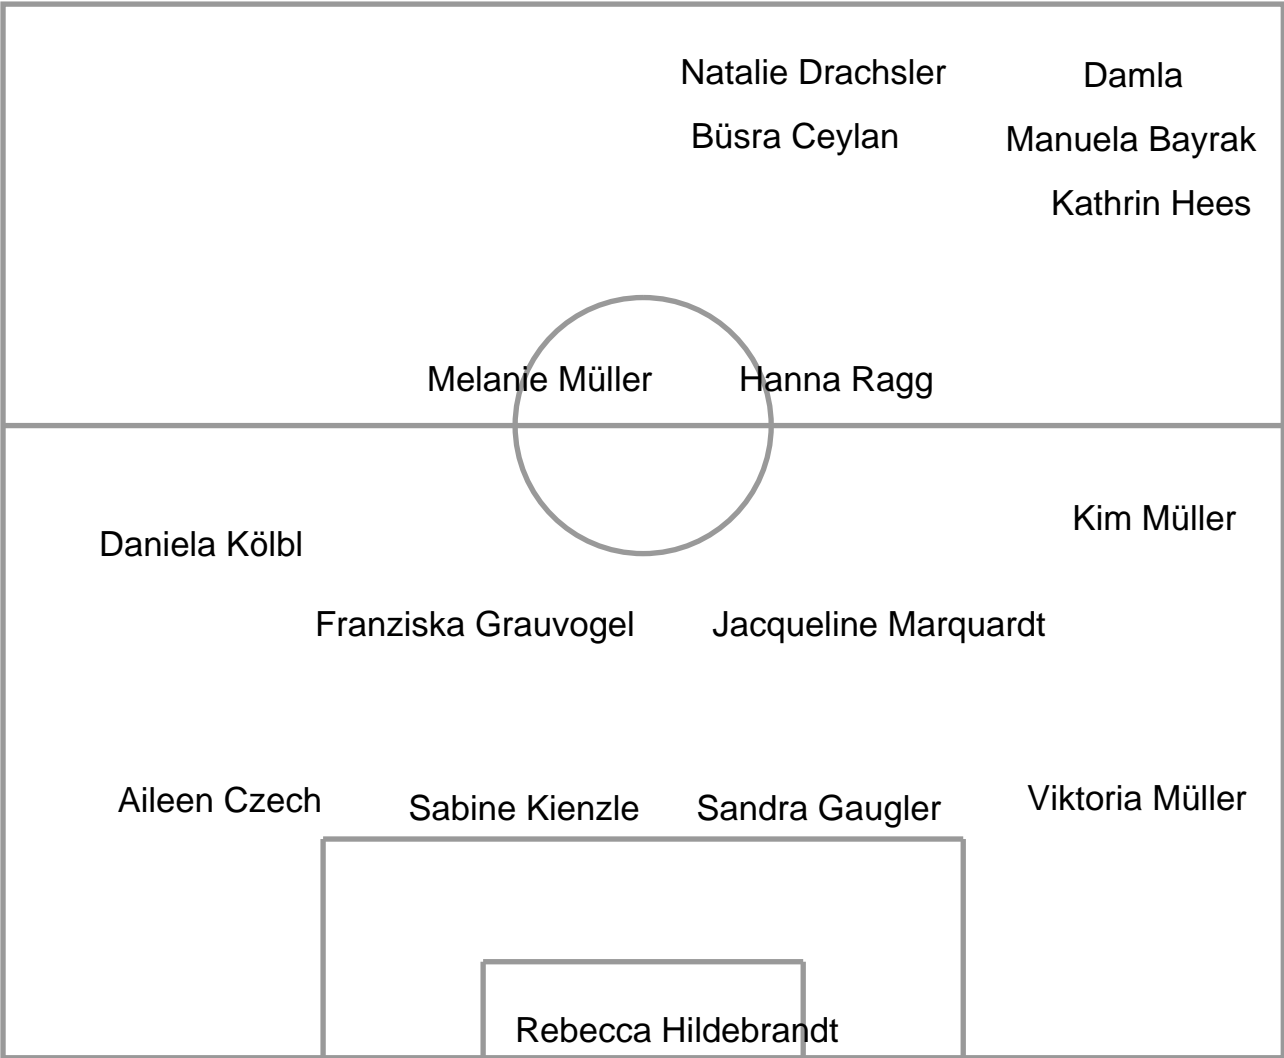 Natalie Drachsler
Damla
Büsra Ceylan
Manuela Bayrak
Kathrin Hees
Melanie Müller
Hanna Ragg
Kim Müller
Daniela Kölbl
Franziska Grauvogel
Jacqueline Marquardt
Aileen Czech
Sabine Kienzle
Sandra Gaugler
Viktoria Müller
Rebecca Hildebrandt